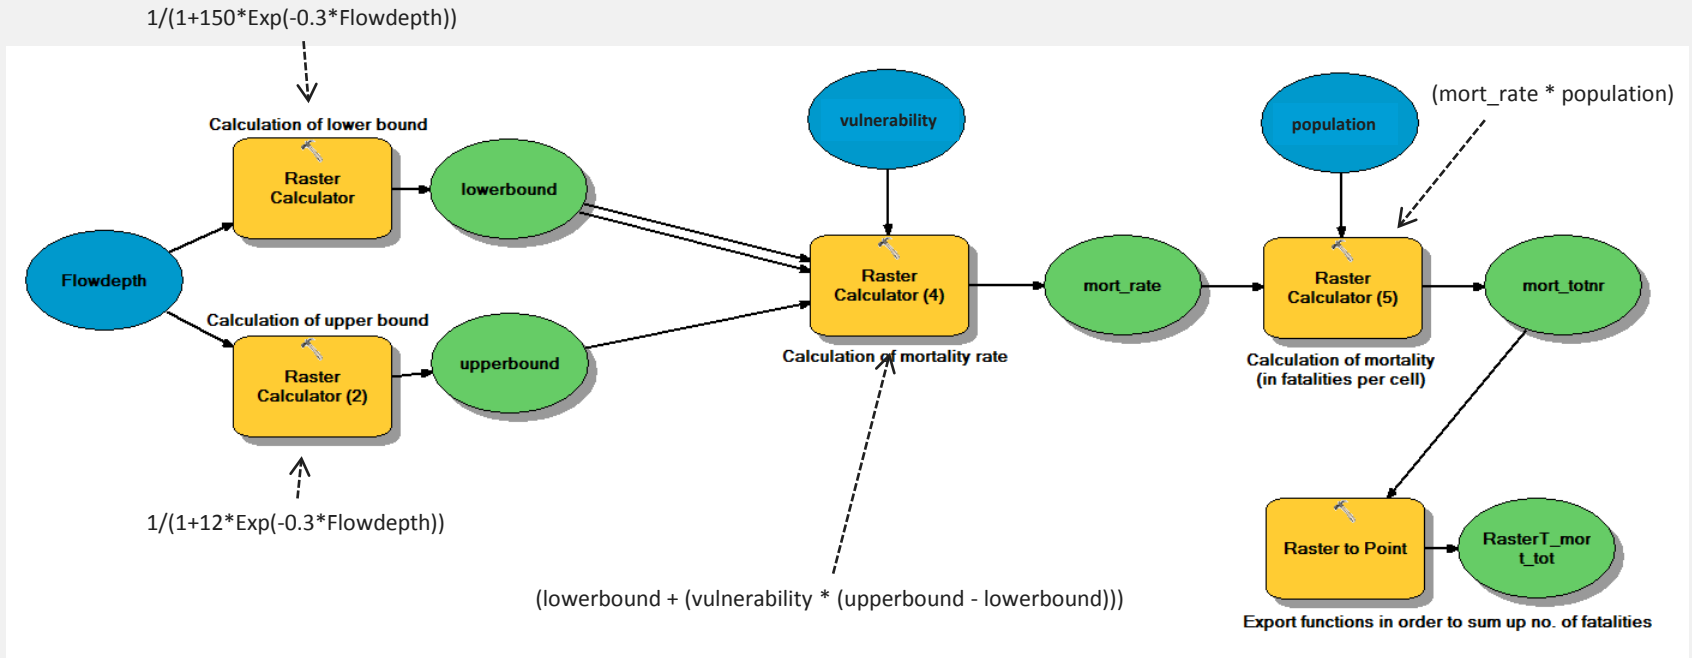 1/(1+150*Exp(-0.3*Flowdepth))
Calculation of lower bound
Raster
Calculator
lowerbound
Flowdepth
Calculation of upper bound
Raster
Calculator (2)
upperbound
1/(1+12*Exp(-0.3*Flowdepth))
vulnerability
Raster
Calculator (4)
Calculation of mortality rate
(lowerbound + (vulnerability * (upperbound - lowerbound)))
mort_rate
population
(mort_rate * population)
Raster
Calculator (5)
Calculation of mortality
(in fatalities per cell)
mort_totnr
Raster to Point
RasterT_mor
t_tot
Export functions in order to sum up no. of fatalities